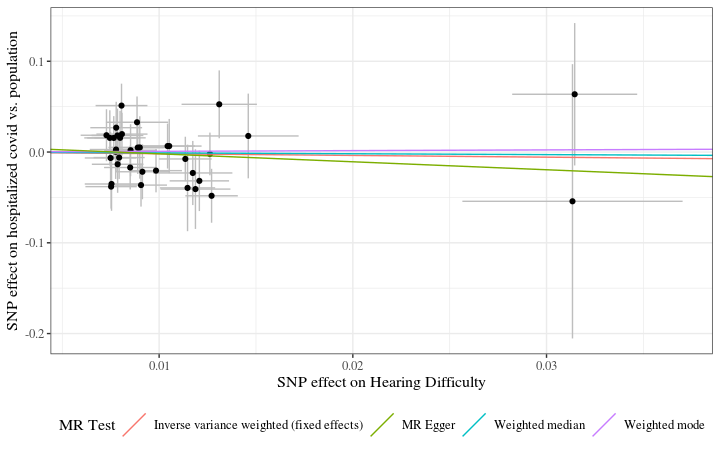 SNP effect on hospitalized covid vs. population
0.1
0.0
-0.1
-0.2
0.01
0.02
0.03
SNP effect on Hearing Difficulty
MR Test
Inverse variance weighted (fixed effects)
MR Egger
Weighted median
Weighted mode